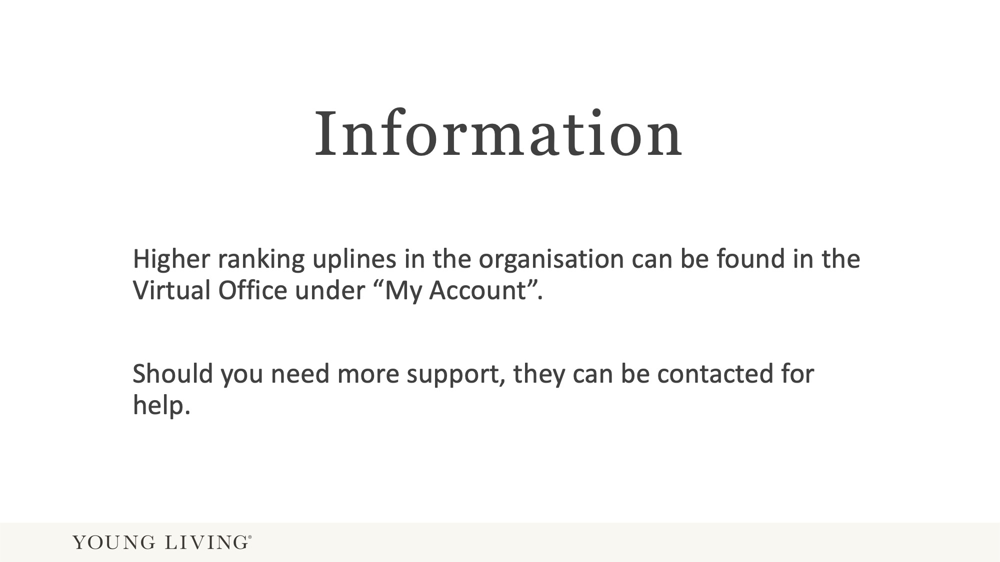 Information
Higher ranking uplines in the organisation can be found in the
Virtual Office under “My Account”.
Should you need more support, they can be contacted for
help.
YOUNG LIVING®